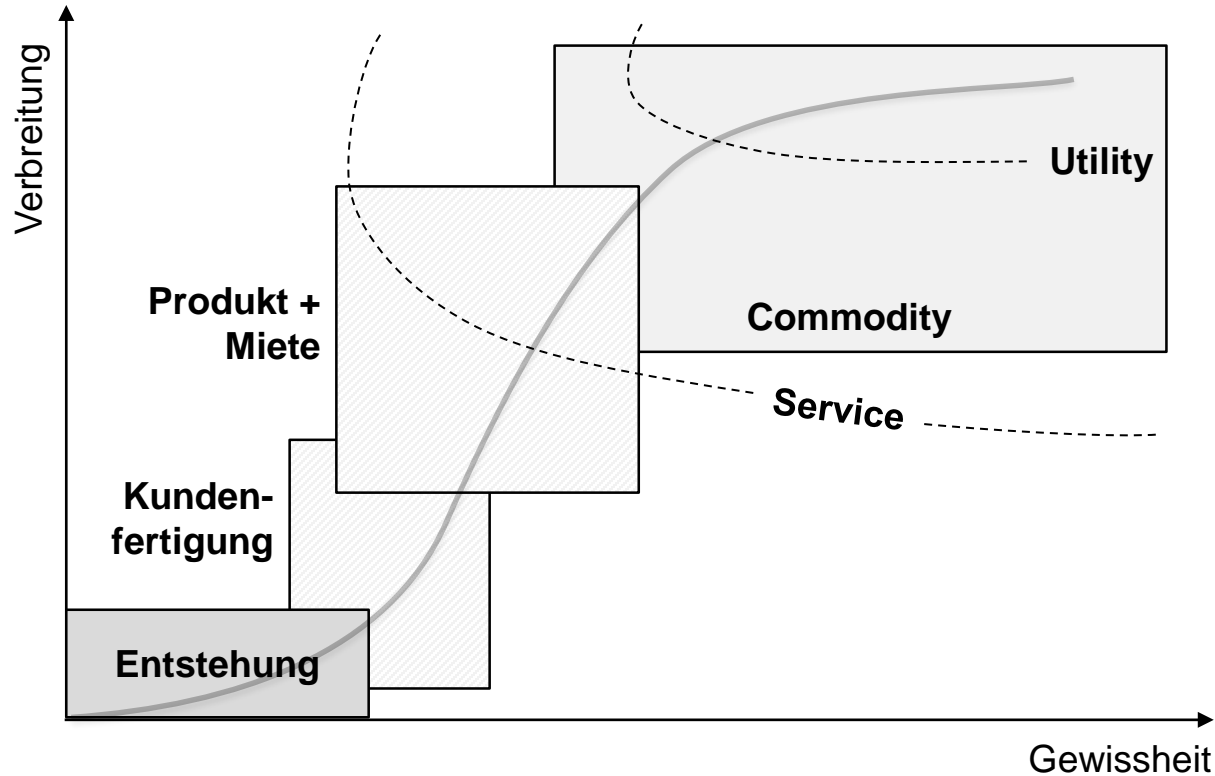 Verbreitung
Utility
Produkt +
Miete
Commodity
Service
Kunden-
fertigung
Entstehung
Gewissheit